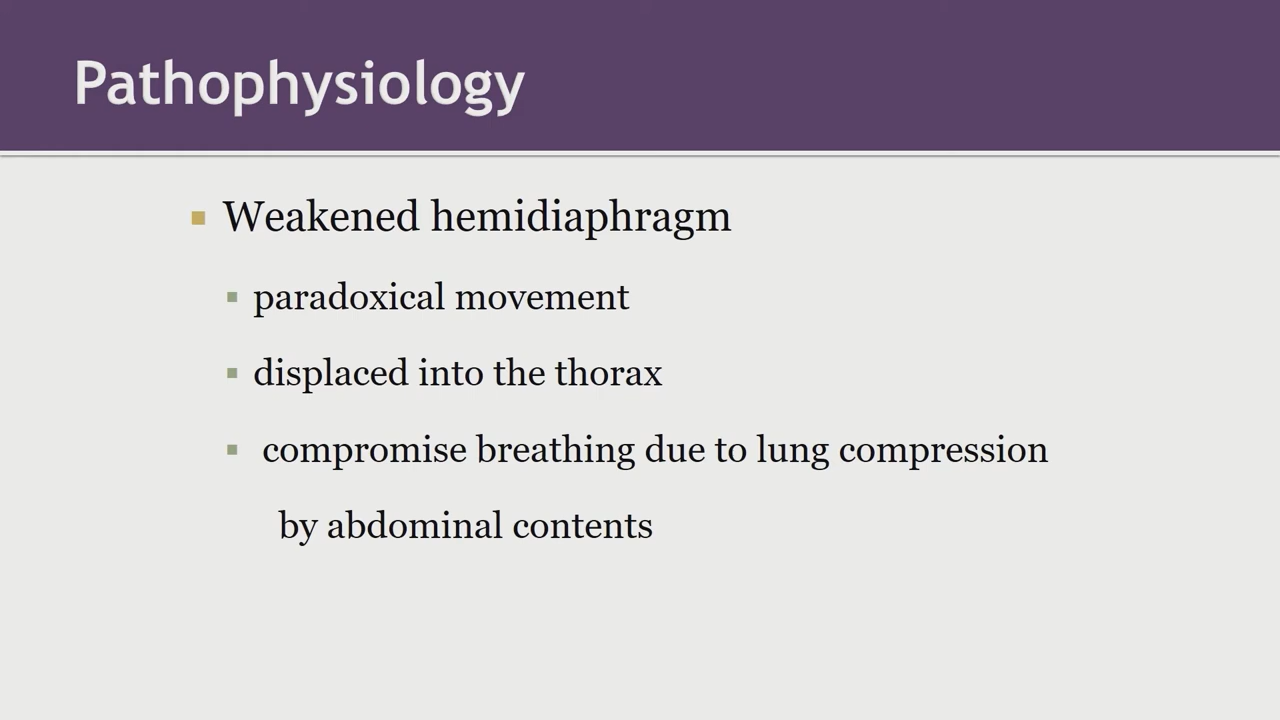 Pathophysiology
Weakened hemidiaphragm
paradoxical movement
displaced into the thorax
compromise breathing due to lung compression
by abdominal contents